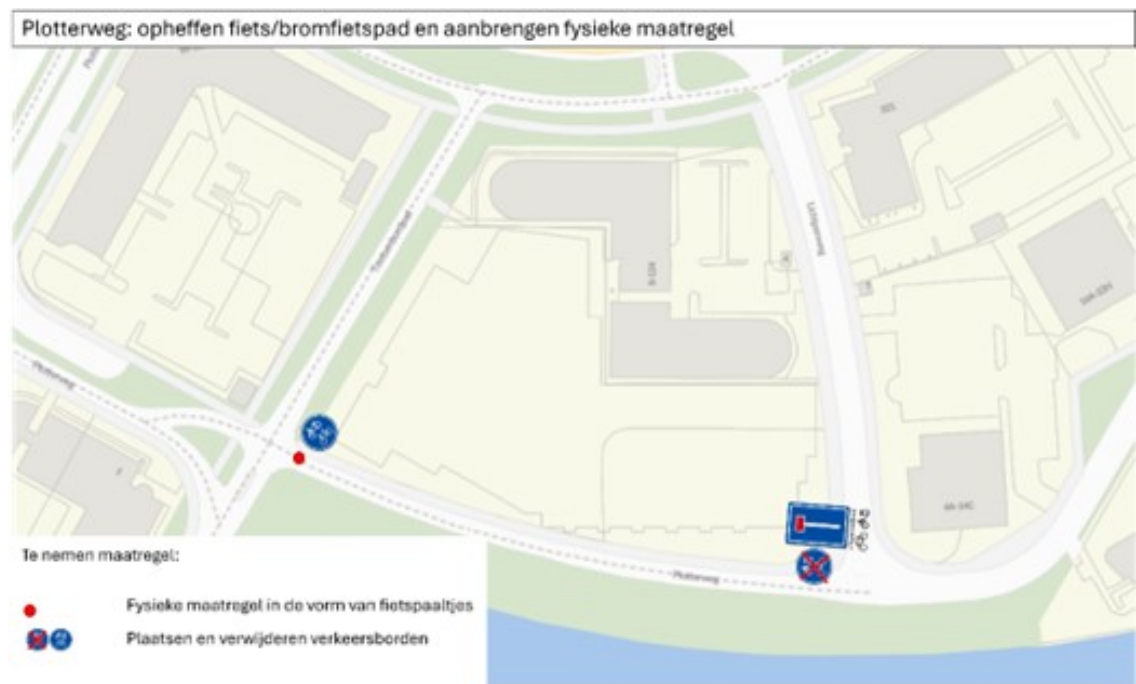 Plotterweg: opheffen fiets/bromfietspad en aanbrengen fysieke maatregel
Plotterweg
Plotterweg
Te nemen maatregel:
Fysieke maatregel in de vorm van fietspaaltjes
Plaatsen en verwijderen verkeersborden